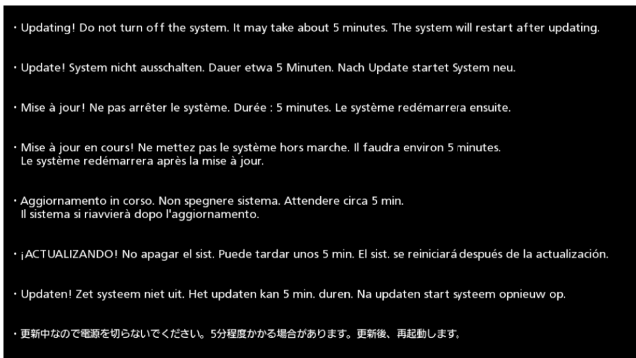 ・Updating! Do not turn off the system. It may take about 5 minutes. The system will restart after updating.
・Update! System nicht ausschalten. Dauer etwa 5 Minuten. Nach Update startet System neu.
・Mise à jour! Ne pas arrêter le système. Durée : 5 minutes. Le système redémarrera ensuite.
・Mise à jour en cours! Ne mettez pas le système hors marche. Il faudra environ 5 minutes.
Le système redémarrera après la mise à jour.
・Aggiornamento in corso. Non spegnere sistema. Attendere circa 5 min.
Il sistema si riavvierà dopo l'aggiornamento.
・¡ACTUALIZANDO! No apagar el sist. Puede tardar unos 5 min. El sist. se reiniciará después de la actualización.
・Updaten! Zet systeem niet uit. Het updaten kan 5 min. duren. Na updaten start systeem opnieuw op.
・更新中なので電源を切らないでください。5分程度かかる場合があります。更新後、再起動します。